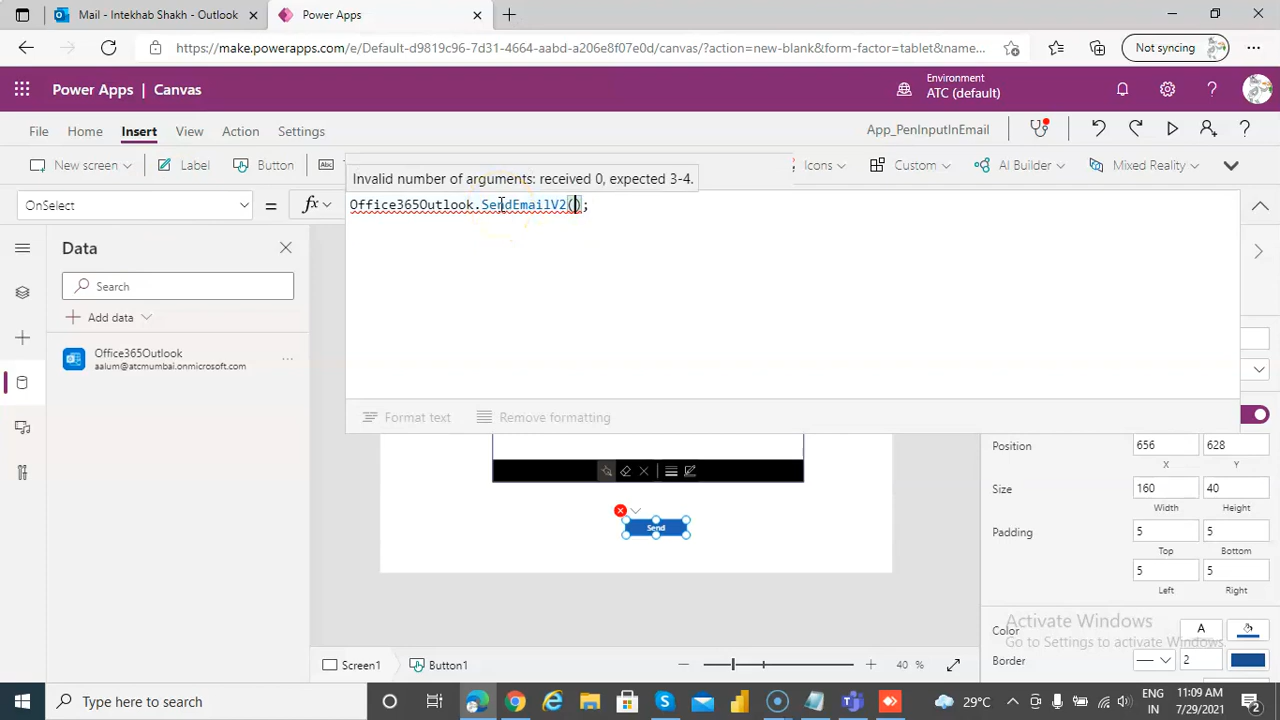 Mail - Intekhab Shakh - Outlook
Power Apps
https://make.powerapps.com/e/Default-d9819c96-7d31-4664-aabd-a206e8f07e0d/canvas/?action=new-blank&form-factor=tablet&name...
Not syncing
Power Apps | Canvas
Environment
ATC (default)
File
Home
Insert
View
Action
Settings
App_PenInputInEmail
New screen
Label
Button
Abc
Icons
Custom
AI Builder
Mixed Reality
Invalid number of arguments: received 0, expected 3-4.
OnSelect
=
fx
Office365Outlook.SendEmailV2();
Data
Search
Add data
Office365Outlook
aalum@atcmumbai.onmicrosoft.com
Format text
Remove formatting
Send
Position
656
628
X
Y
Size
160
40
Width
Height
Padding
5
5
Top
Bottom
5
5
Left
Right
Color
A
Border
2
Activate Windows
Go to Settings to activate Windows.
Screen1
Button1
40 %
Type here to search
29°C
ENG
IN
11:09 AM
7/29/2021
2